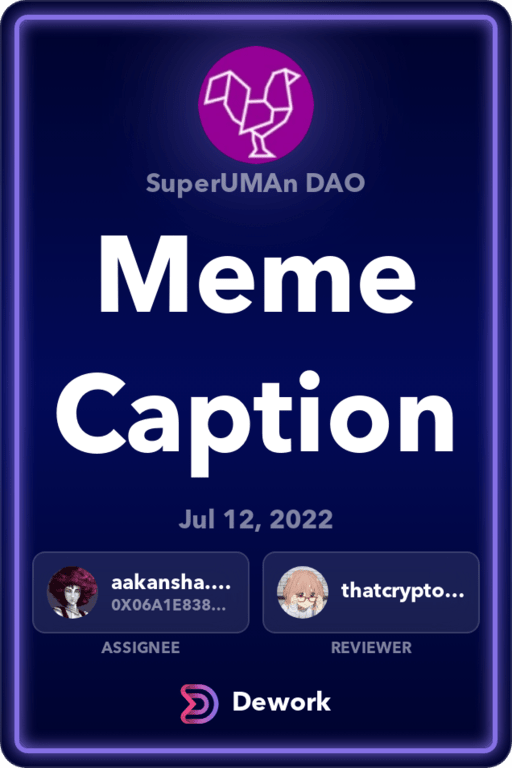 SuperUMAn DAO
Meme
Caption
Jul 12, 2022
aakansha....
0X06A1E838...
ASSIGNEE
thatcrypto...
REVIEWER
Dework